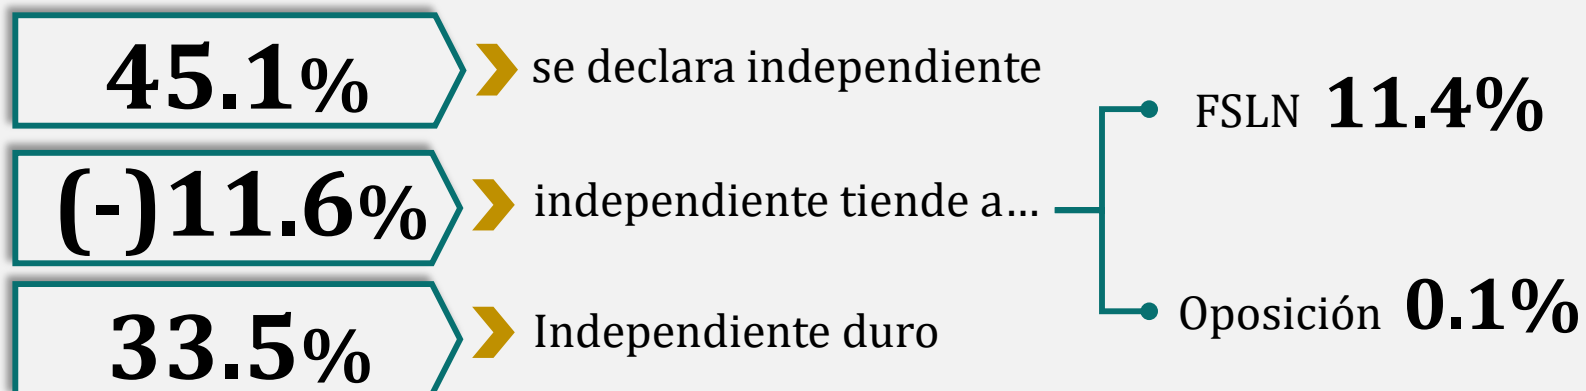 45.1% se declara independiente
FSLN 11.4%
(-)11.6% independiente tiende a...
Oposición 0.1%
33.5% Independiente duro